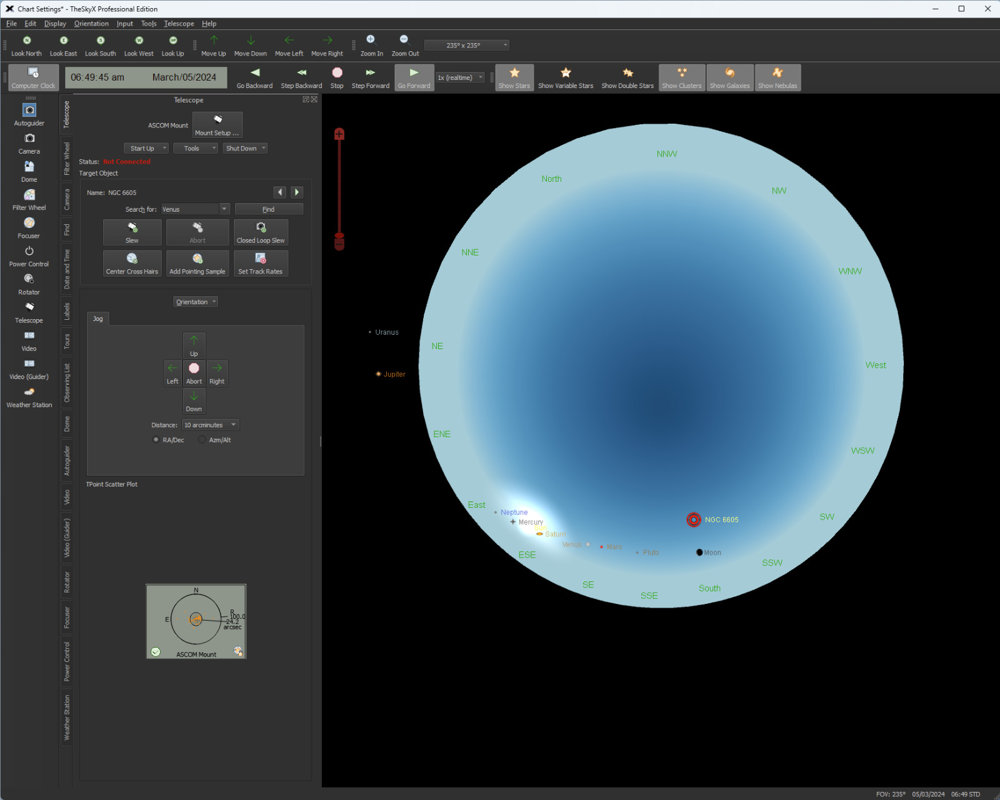 Chart Settings* - TheSkyX Professional Edition
File Edit Display Orientation Input Tools Telescope Help
Look North Look East Look South Look West Look Up Move Up Move Down Move Left Move Right Zoom In Zoom Out 235° x 235°
Computer Clock 06:49:45 am March/05/2024 Go Backward Step Backward Stop Step Forward Go Forward 1x (realtime) Show Stars Show Variable Stars Show Double Stars Show Clusters Show Galaxies Show Nebulas
Autoguider
Camera
Dome
Filter Wheel
Focuser
Power Control
Rotator
Telescope
Video
Video (Guider)
Weather Station
Telescope
Filter Wheel
Camera
Find
Date and Time
Labels
Tours
Observing List
Dome
Autoguider
Video
Video (Guider)
Rotator
Focuser
Power Control
Weather Station
Telescope
ASCOM Mount Mount Setup ...
Start Up Tools Shut Down
Status: Not Connected
Target Object
Name: NGC 6605
Search for: Venus Find
Slew Abort Closed Loop Slew
Center Cross Hairs Add Pointing Sample Set Track Rates
Orientation
Jog
Up
Left Abort Right
Down
Distance: 10 arcminutes
RA/Dec Azm/Alt
TPoint Scatter Plot
N
E
R
100.0
24.2
arcsec
ASCOM Mount
NNW
North
NW
NNE
WNW
Uranus
NE
West
Jupiter
ENE
WSW
East
Neptune
SW
Mercury
NGC 6605
Sun
Saturn
Venus
Mars
Pluto
Moon
ESE
SSW
SE
South
SSE
FOV: 235° 05/03/2024 06:49 STD